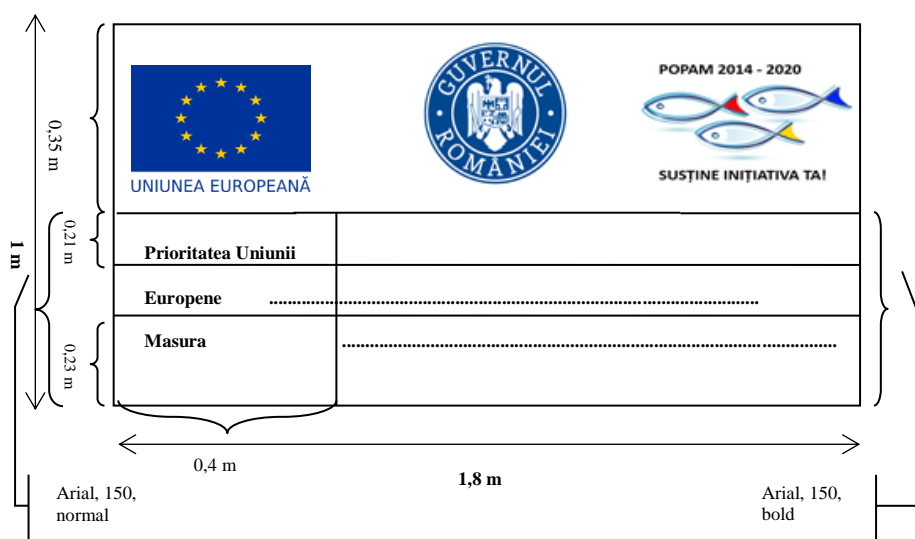 POPAM 2014 - 2020
GUVERNUL ROMÂNIEI
SUSȚINE INIȚIATIVA TA!
UNIUNEA EUROPEANĂ
0,35 m
1 m
0,21 m
Prioritatea Uniunii
Europene ........................................................................................................
Masura .........................................................................................................
0,23 m
0,4 m
1,8 m
Arial, 150,
normal
Arial, 150,
bold